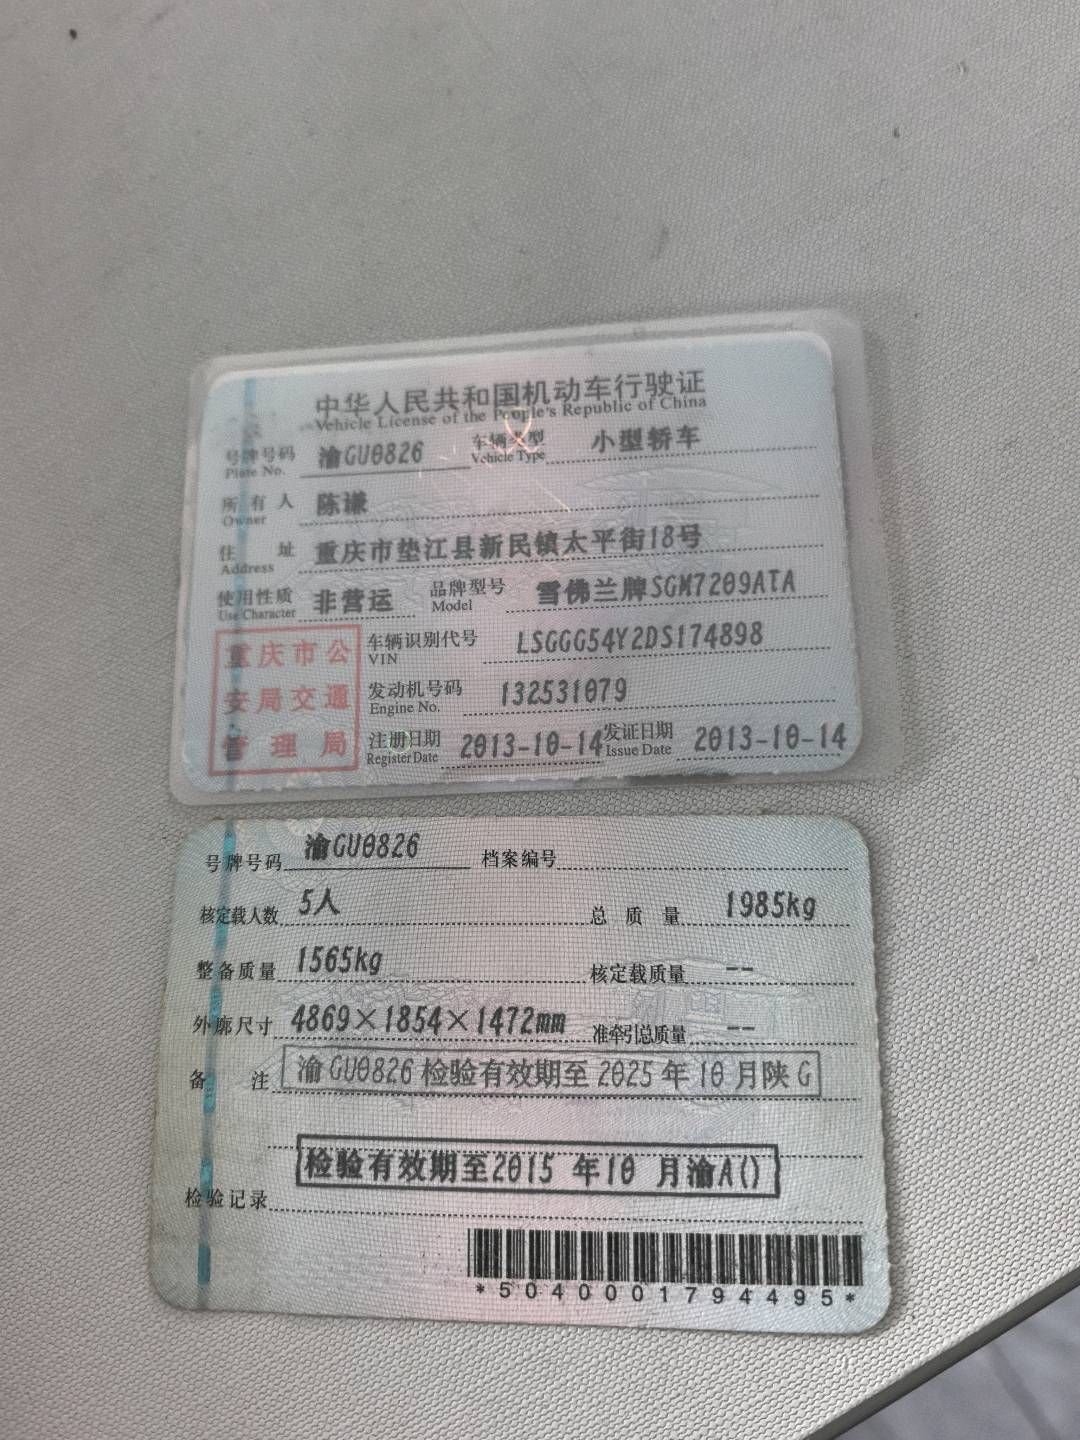 中华人民共和国机动车行驶证
Vehicle License of the People's Republic of China
号牌号码 渝GU0826 车辆类型 小型轿车
Plate No. Vehicle Type
所有人 陈谦
Owner
住址 重庆市垫江县新民镇太平街18号
Address
使用性质 非营运 品牌型号 雪佛兰牌SGM7209ATA
Use Character Model
重庆市公
安局交通
管理局
车辆识别代号 LSGGG54Y2DS174898
VIN
发动机号码 132531079
Engine No.
注册日期 2013-10-14 发证日期 2013-10-14
Register Date Issue Date
号牌号码 渝GU0826 档案编号
核定载人数 5人 总质量 1985kg
整备质量 1565kg 核定载质量 --
外廓尺寸 4869×1854×1472mm 准牵引总质量 --
备注 渝GU0826检验有效期至2025年10月陕G
检验有效期至2015 年10 月渝A()
检验记录
*5040001794495*